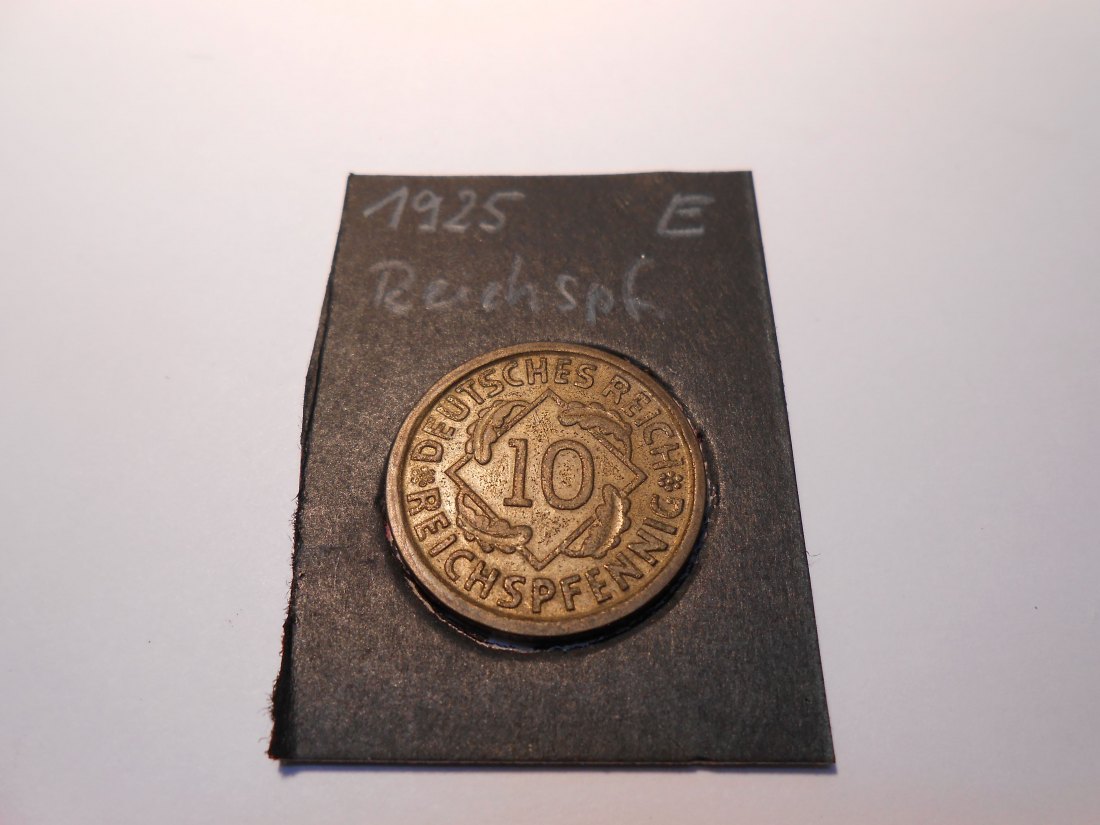 1925 E
Reichspf
DEUTSCHES REICH
10
REICHSPFENNIG